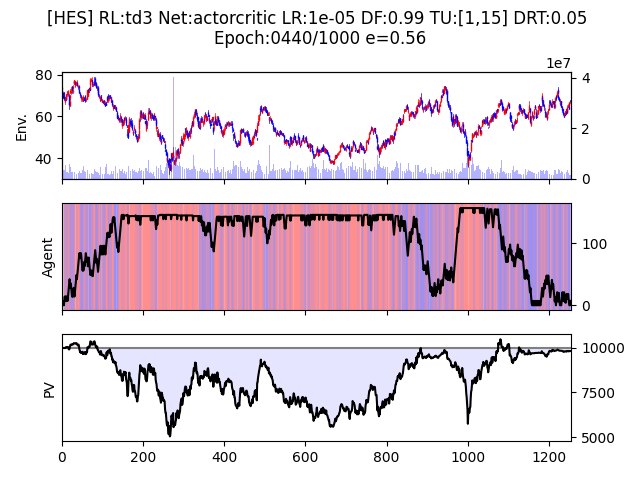 [HES] RL:td3 Net:actorcritic LR:1e-05 DF:0.99 TU:[1,15] DRT:0.05
Epoch:0440/1000 e=0.56
1e7
80
60
40
Env.
4
2
0
Agent
100
0
PV
10000
7500
5000
0 200 400 600 800 1000 1200